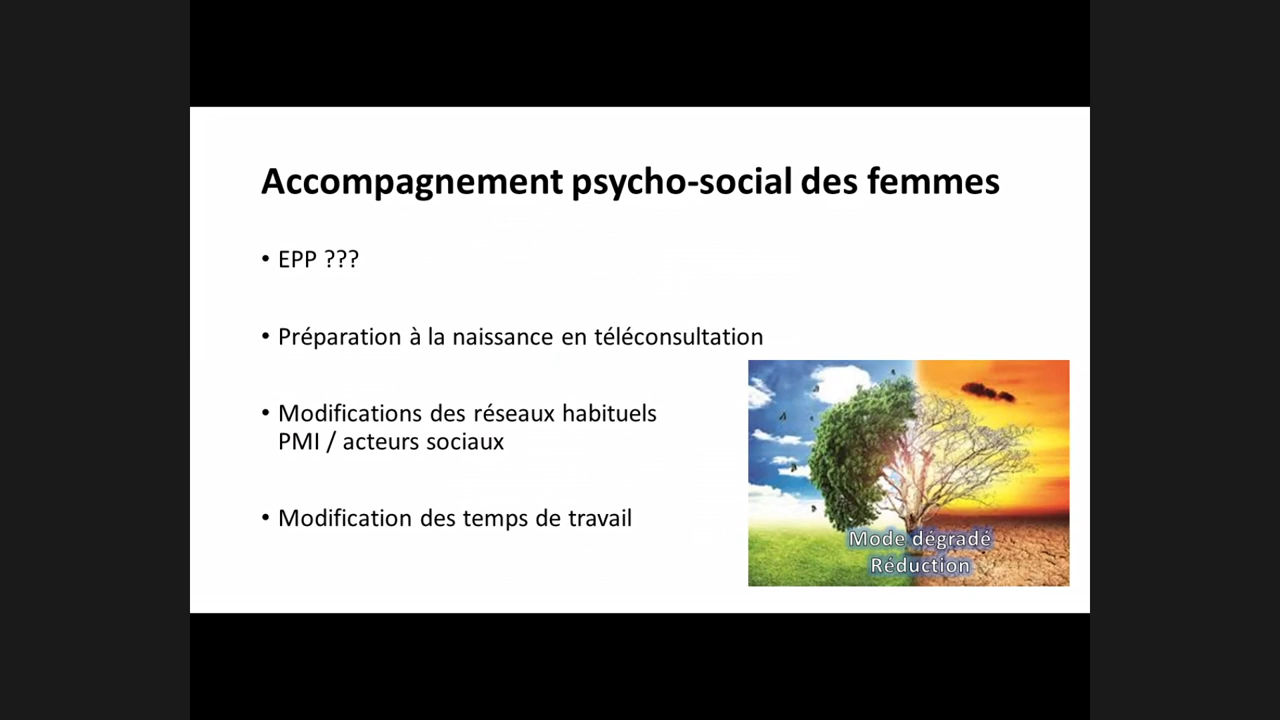 Accompagnement psycho-social des femmes
• EPP ???
• Préparation à la naissance en téléconsultation
• Modifications des réseaux habituels
PMI / acteurs sociaux
• Modification des temps de travail
Mode dégradé
Réduction